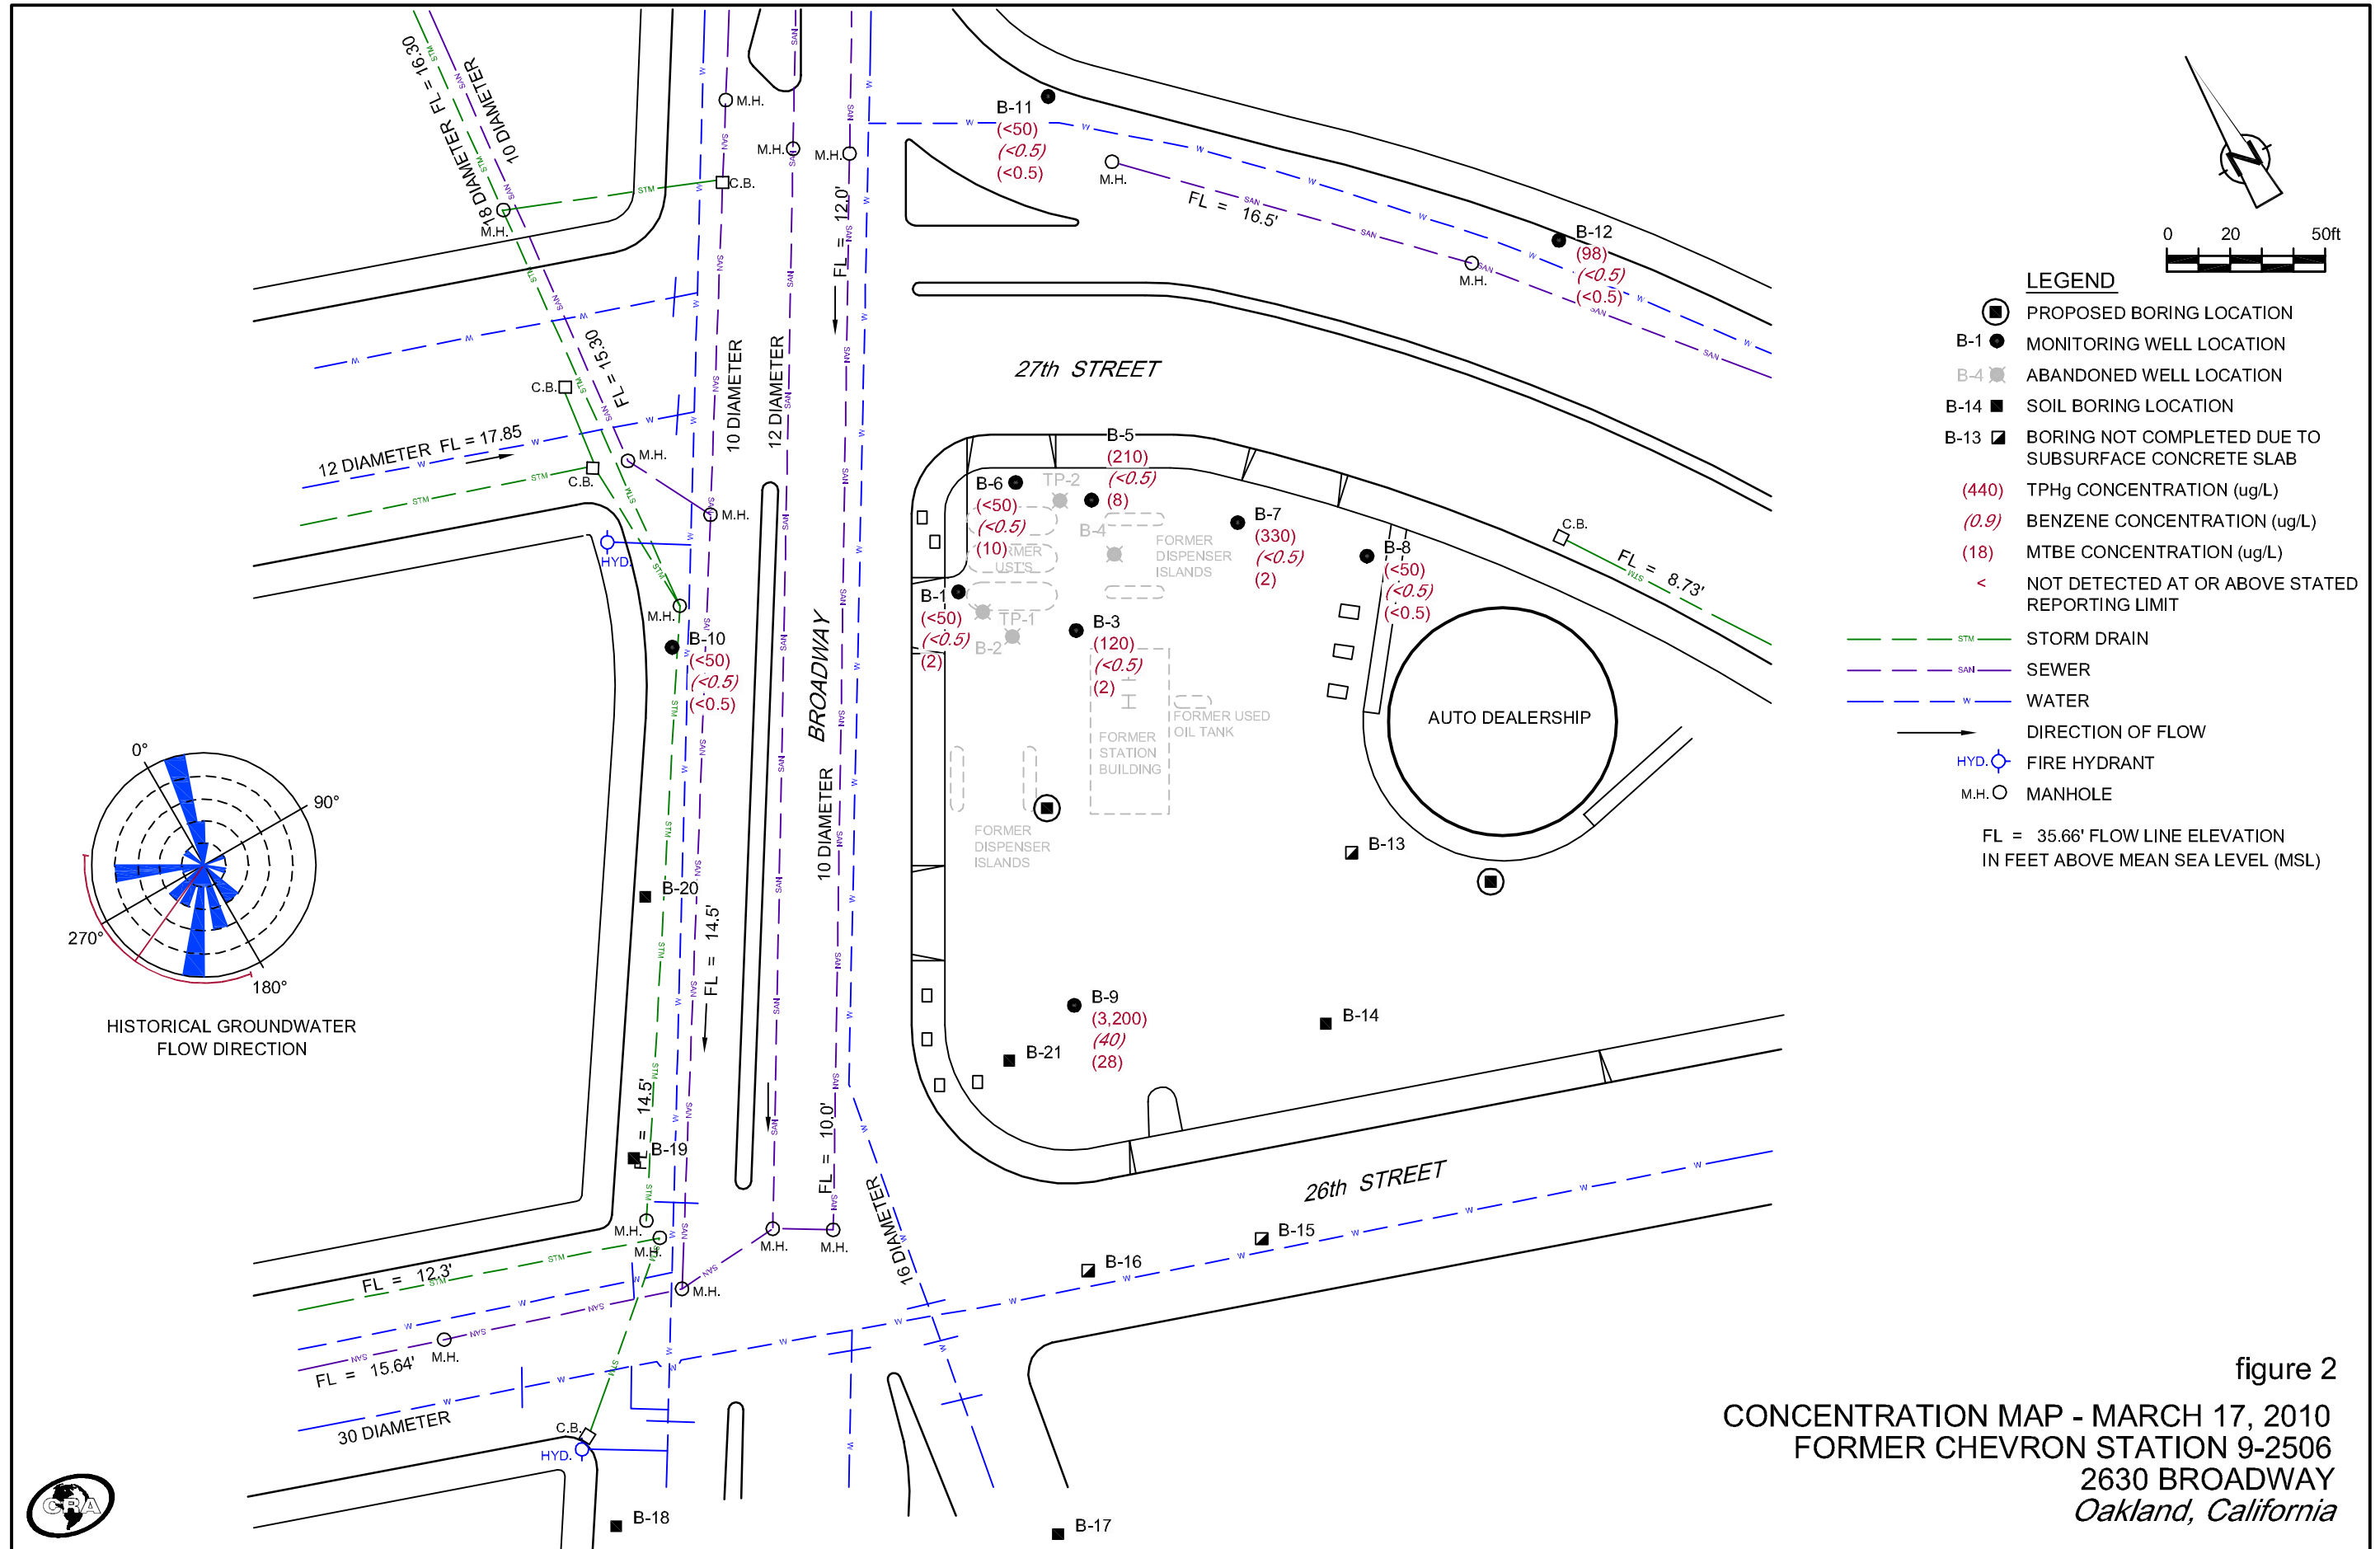 18 DIAMETER FL = 16.30
10 DIAMETER
M.H.
M.H.
C.B.
M.H.
M.H.
FL = 12.0'
B-11
(<50)
(<0.5)
(<0.5)
M.H.
FL = 16.5'
M.H.
B-12
(98)
(<0.5)
(<0.5)
FL = 15.30
C.B.
10 DIAMETER
12 DIAMETER
27th STREET
12 DIAMETER FL = 17.85
C.B.
M.H.
M.H.
HYD.
M.H.
B-10
(<50)
(<0.5)
(<0.5)
BROADWAY
B-5
(210)
(<0.5)
(8)
B-6
(<50)
(<0.5)
(10)
TP-2
B-4
FORMER
DISPENSER
ISLANDS
B-7
(330)
(<0.5)
(2)
B-8
(<50)
(<0.5)
(<0.5)
C.B.
FL = 8.73'
UST'S
B-1
(<50)
(<0.5)
(2)
TP-1
B-2
B-3
(120)
(<0.5)
(2)
FORMER USED
OIL TANK
FORMER
STATION
BUILDING
AUTO DEALERSHIP
10 DIAMETER
FORMER
DISPENSER
ISLANDS
B-13
B-20
FL = 14.5'
B-9
(3,200)
(40)
(28)
B-14
B-21
FL = 14.5'
B-19
FL = 10.0'
M.H.
M.H.
M.H.
M.H.
M.H.
16 DIAMETER
26th STREET
B-15
B-16
FL = 12.3'
M.H.
FL = 15.64'
30 DIAMETER
C.B.
HYD.
B-18
B-17
0°
90°
270°
180°
HISTORICAL GROUNDWATER
FLOW DIRECTION
CRA
N
0 20 50ft
LEGEND
PROPOSED BORING LOCATION
B-1 MONITORING WELL LOCATION
B-4 ABANDONED WELL LOCATION
B-14 SOIL BORING LOCATION
B-13 BORING NOT COMPLETED DUE TO
SUBSURFACE CONCRETE SLAB
(440) TPHg CONCENTRATION (ug/L)
(0.9) BENZENE CONCENTRATION (ug/L)
(18) MTBE CONCENTRATION (ug/L)
< NOT DETECTED AT OR ABOVE STATED
REPORTING LIMIT
STM STORM DRAIN
SAN SEWER
W WATER
DIRECTION OF FLOW
HYD. FIRE HYDRANT
M.H. MANHOLE
FL = 35.66' FLOW LINE ELEVATION
IN FEET ABOVE MEAN SEA LEVEL (MSL)
figure 2
CONCENTRATION MAP - MARCH 17, 2010
FORMER CHEVRON STATION 9-2506
2630 BROADWAY
Oakland, California